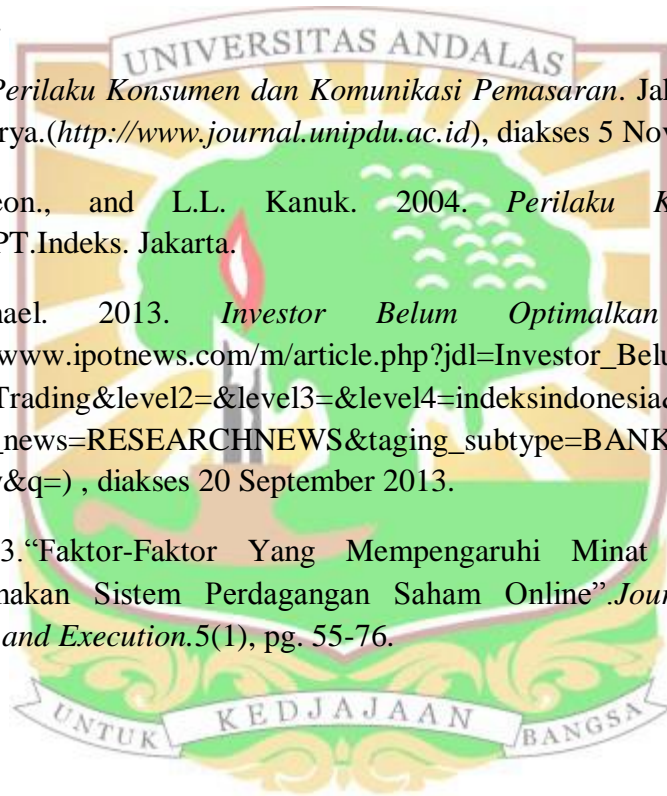 UNIVERSITAS ANDALAS
Perilaku Konsumen dan Komunikasi Pemasaran.
rya.(http://www.journal.unipdu.ac.id), diakses 5
eon., and L.L. Kanuk. 2004. Perilaku
PT.Indeks. Jakarta.
ael. 2013. Investor Belum Optimalkan
www.ipotnews.com/m/article.php?jdl=Investor_Belu
Trading&level2=&level3=&level4=indeksindonesia&
_news=RESEARCHNEWS&taging_subtype=BANK
&q=) , diakses 20 September 2013.
3.“Faktor-Faktor Yang Mempengaruhi Minat
nakan Sistem Perdagangan Saham Online”.Jour
and Execution.5(1), pg. 55-76.
UNTUK KEDJAJAAN BANGSA